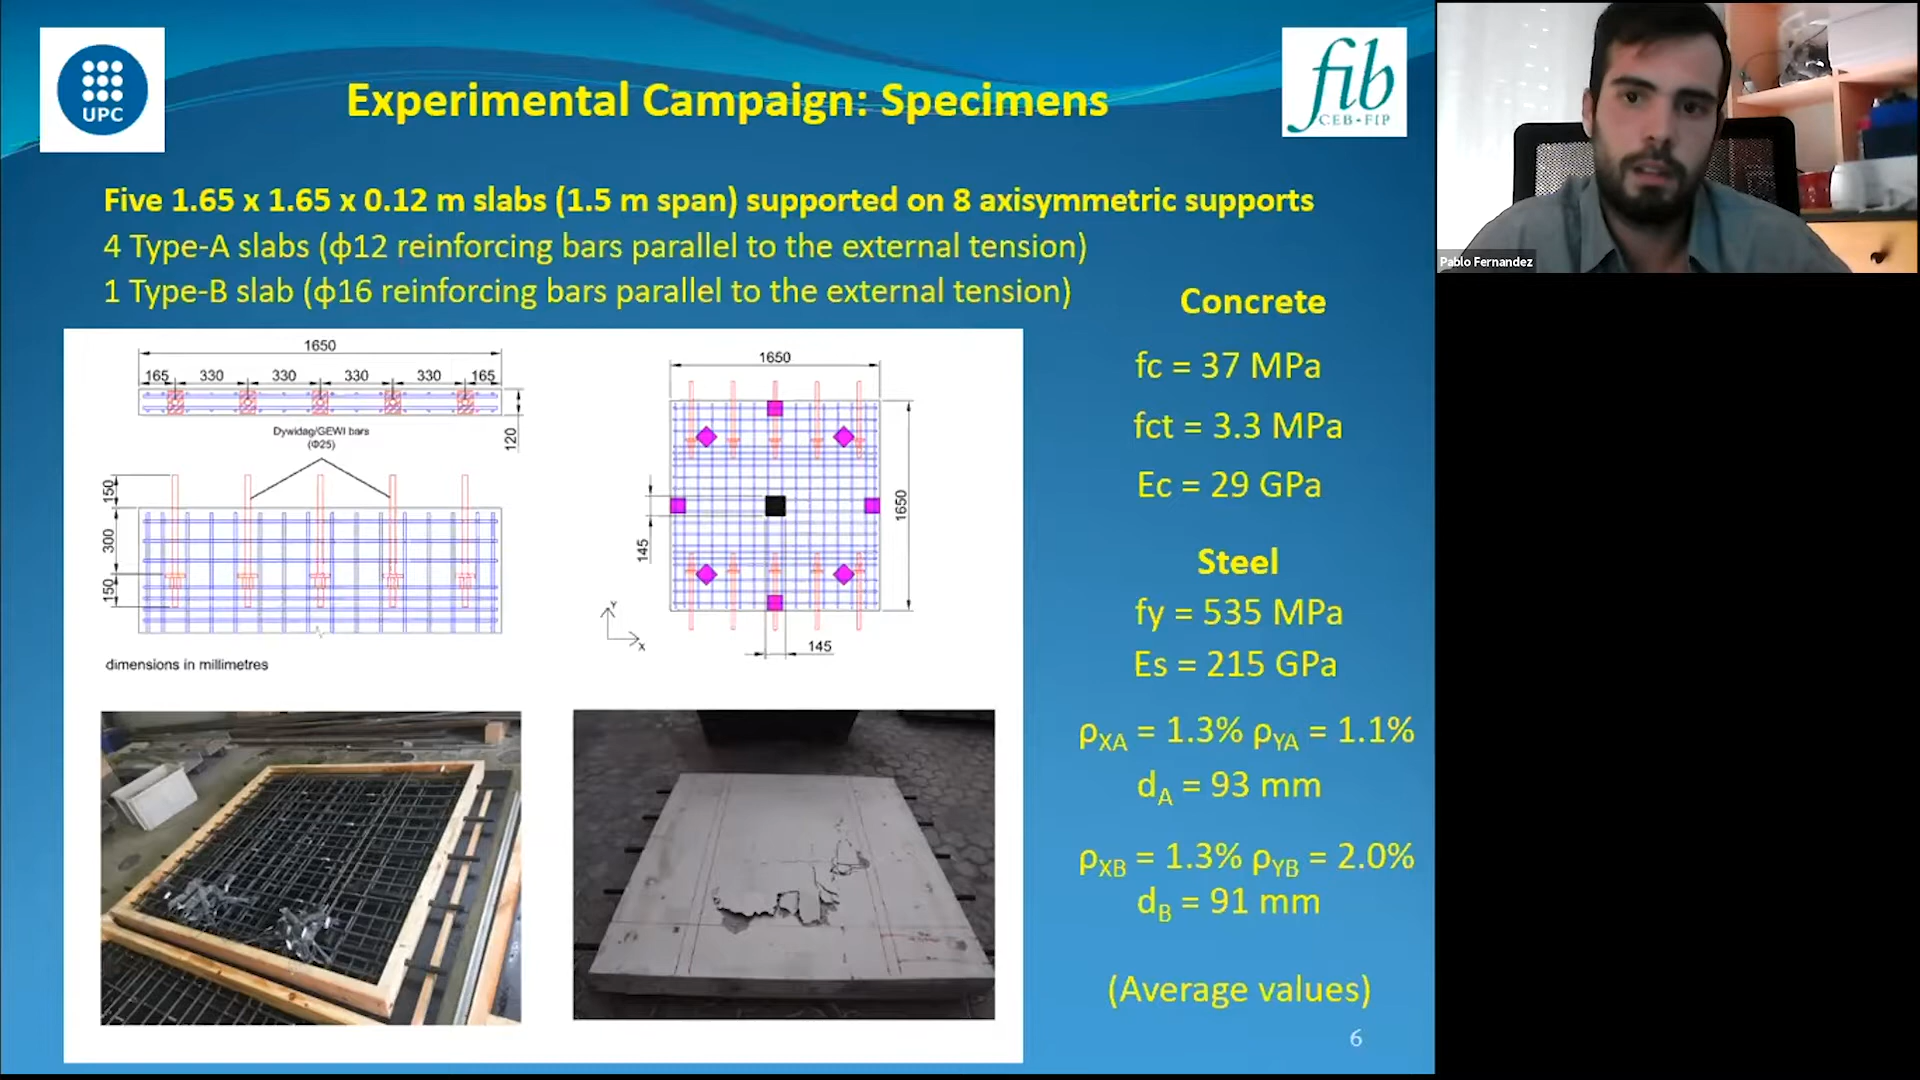 UPC
Experimental Campaign: Specimens
fib
CEB-FIP
Pablo Fernandez
Five 1.65 x 1.65 x 0.12 m slabs (1.5 m span) supported on 8 axisymmetric supports
4 Type-A slabs (ϕ12 reinforcing bars parallel to the external tension)
1 Type-B slab (ϕ16 reinforcing bars parallel to the external tension)
1650
165 330 330 330 330 165
120
Dywidag/GEWI bars
(Φ25)
150
300
150
dimensions in millimetres
1650
1650
145
145
Y
X
Concrete
fc = 37 MPa
fct = 3.3 MPa
Ec = 29 GPa
Steel
fy = 535 MPa
Es = 215 GPa
ρXA = 1.3% ρYA = 1.1%
dA = 93 mm
ρXB = 1.3% ρYB = 2.0%
dB = 91 mm
(Average values)
6